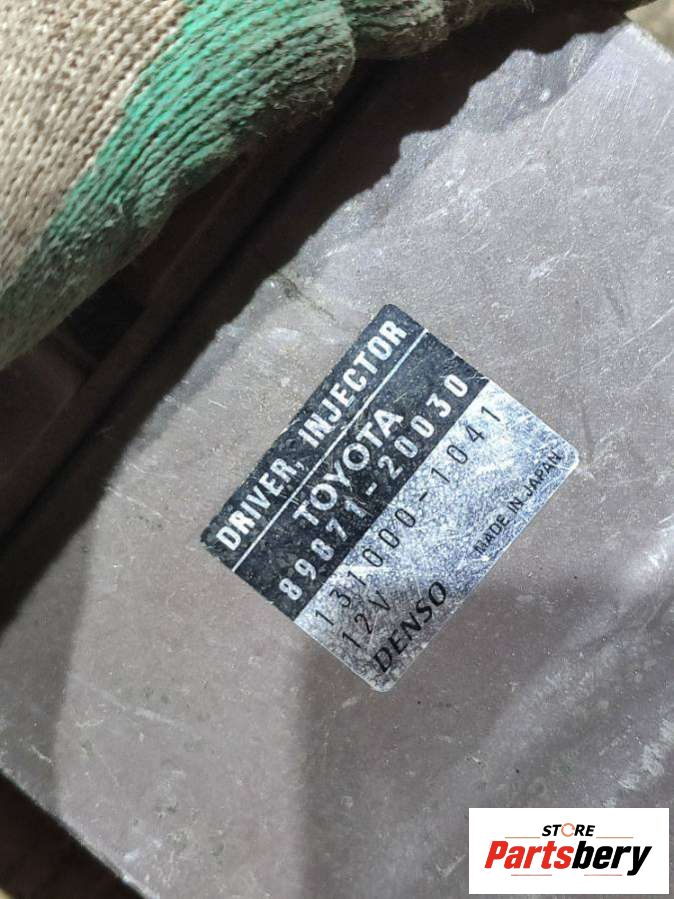 DRIVER, INJECTOR
TOYOTA
89871-20030
131000-1041
12V
DENSO MADE IN JAPAN
STORE
Partsbery